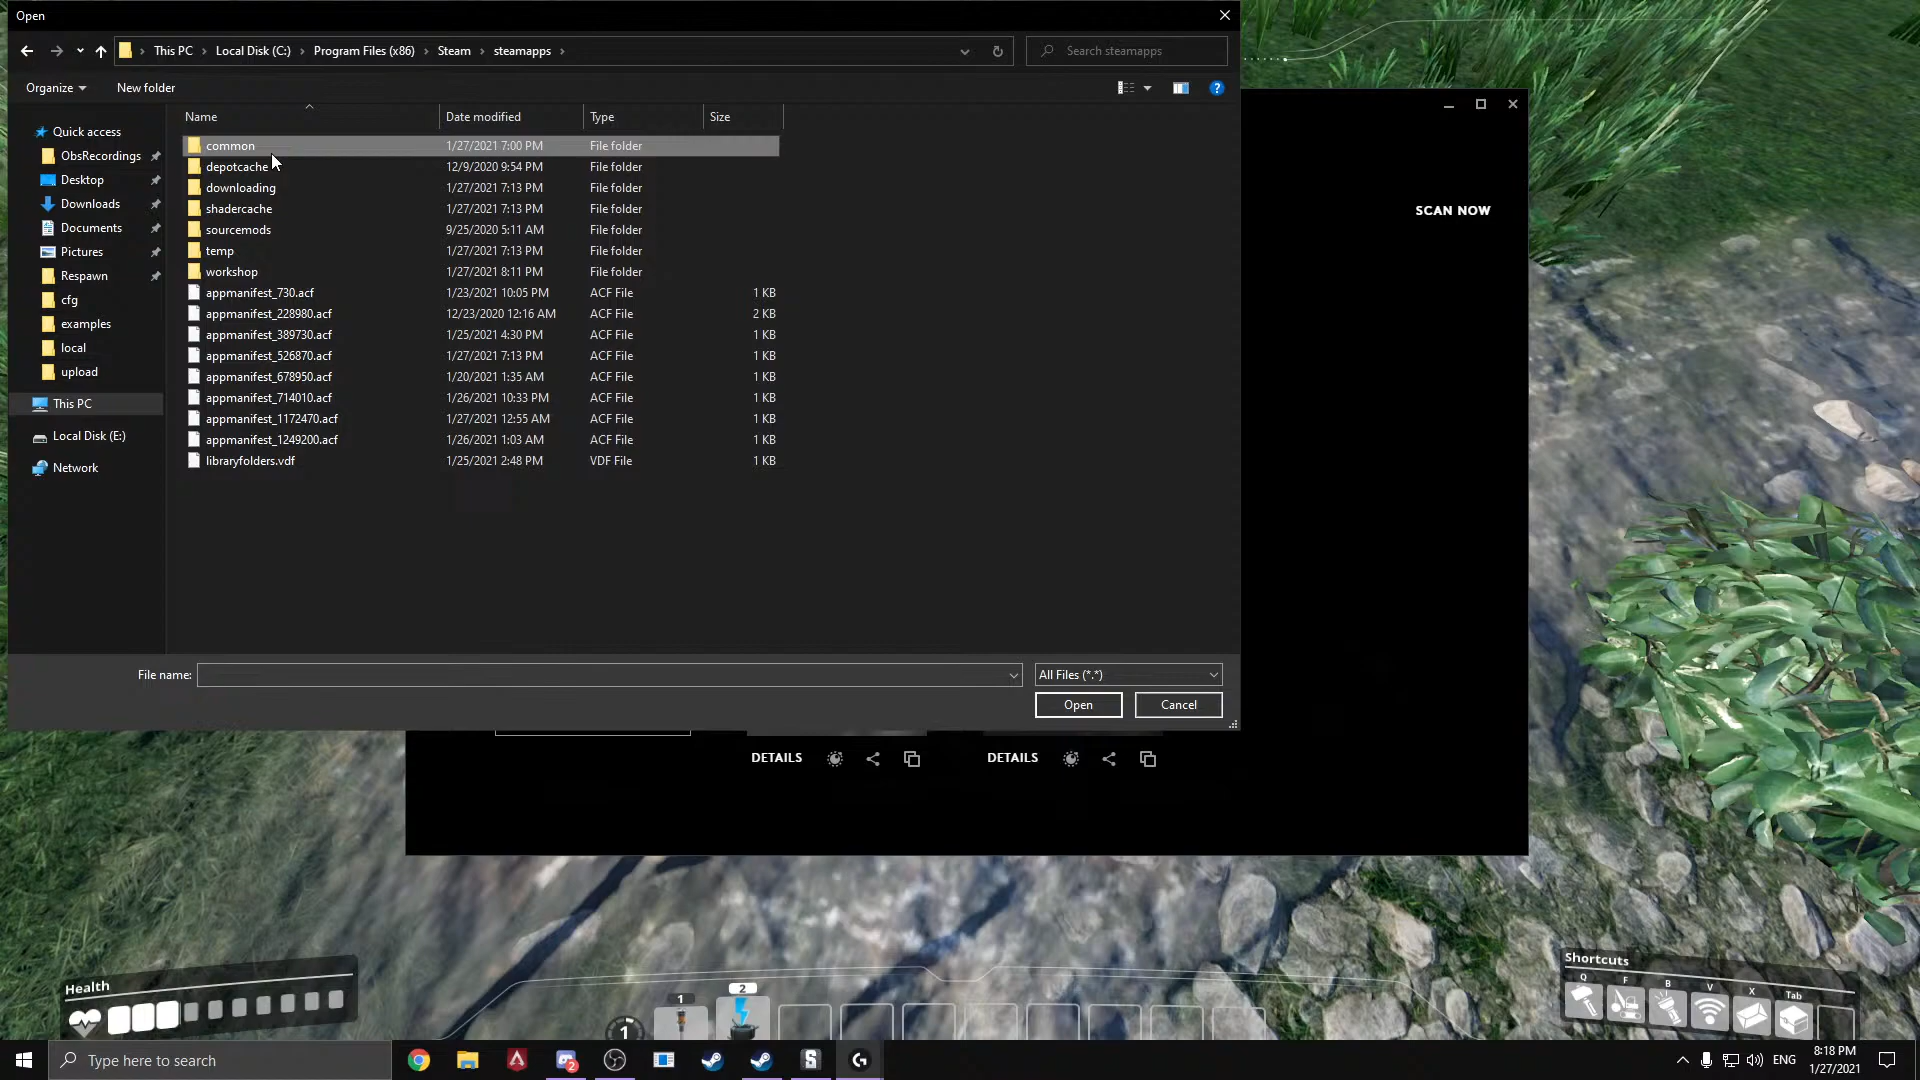 Open
This PC > Local Disk (C:) > Program Files (x86) > Steam > steamapps >
Search steamapps
Organize
New folder
?
Name
Date modified
Type
Size
Quick access
ObsRecordings
Desktop
Downloads
Documents
Pictures
Respawn
cfg
examples
local
upload
This PC
Local Disk (E:)
Network
common 1/27/2021 7:00 PM File folder
depotcache 12/9/2020 9:54 PM File folder
downloading 1/27/2021 7:13 PM File folder
shadercache 1/27/2021 7:13 PM File folder
sourcemods 9/25/2020 5:11 AM File folder
temp 1/27/2021 7:13 PM File folder
workshop 1/27/2021 8:11 PM File folder
appmanifest_730.acf 1/23/2021 10:05 PM ACF File 1 KB
appmanifest_228980.acf 12/23/2020 12:16 AM ACF File 2 KB
appmanifest_389730.acf 1/25/2021 4:30 PM ACF File 1 KB
appmanifest_526870.acf 1/27/2021 7:13 PM ACF File 1 KB
appmanifest_678950.acf 1/20/2021 1:35 AM ACF File 1 KB
appmanifest_714010.acf 1/26/2021 10:33 PM ACF File 1 KB
appmanifest_1172470.acf 1/27/2021 12:55 AM ACF File 1 KB
appmanifest_1249200.acf 1/26/2021 1:03 AM ACF File 1 KB
libraryfolders.vdf 1/25/2021 2:48 PM VDF File 1 KB
File name:
All Files (*.*)
Open
Cancel
SCAN NOW
DETAILS
DETAILS
Health
1
1
2
Shortcuts
Q
F
B
V
X
Tab
Type here to search
2
ENG
8:18 PM
1/27/2021